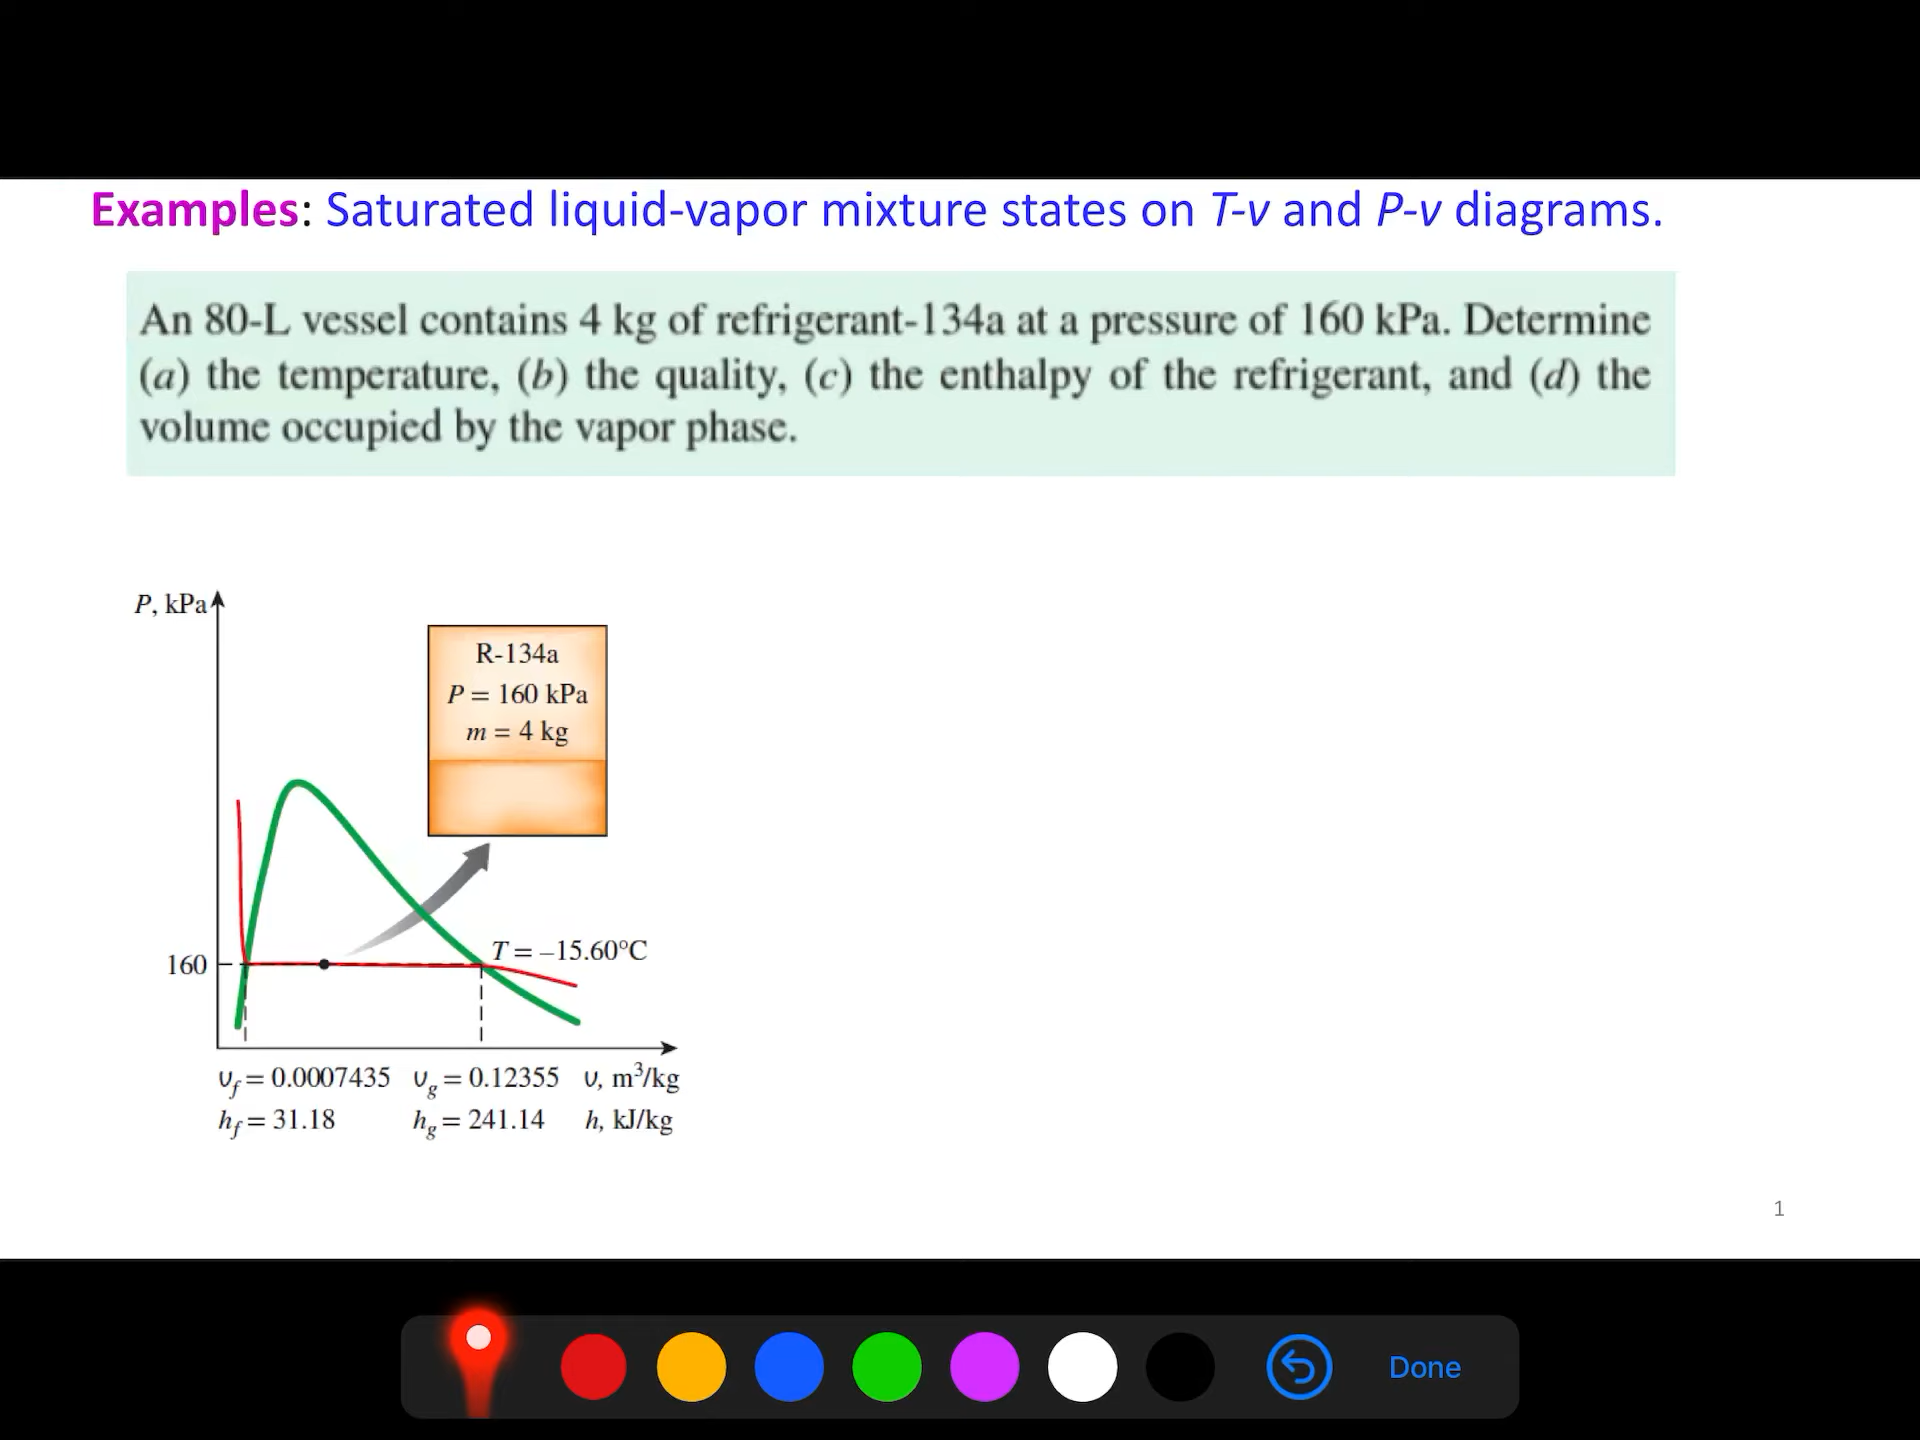 Examples: Saturated liquid-vapor mixture states on T-v and P-v diagrams.
An 80-L vessel contains 4 kg of refrigerant-134a at a pressure of 160 kPa. Determine
(a) the temperature, (b) the quality, (c) the enthalpy of the refrigerant, and (d) the
volume occupied by the vapor phase.
P, kPa
R-134a
P = 160 kPa
m = 4 kg
T = –15.60°C
160
υf = 0.0007435 υg = 0.12355 υ, m³/kg
hf = 31.18 hg = 241.14 h, kJ/kg
1
Done